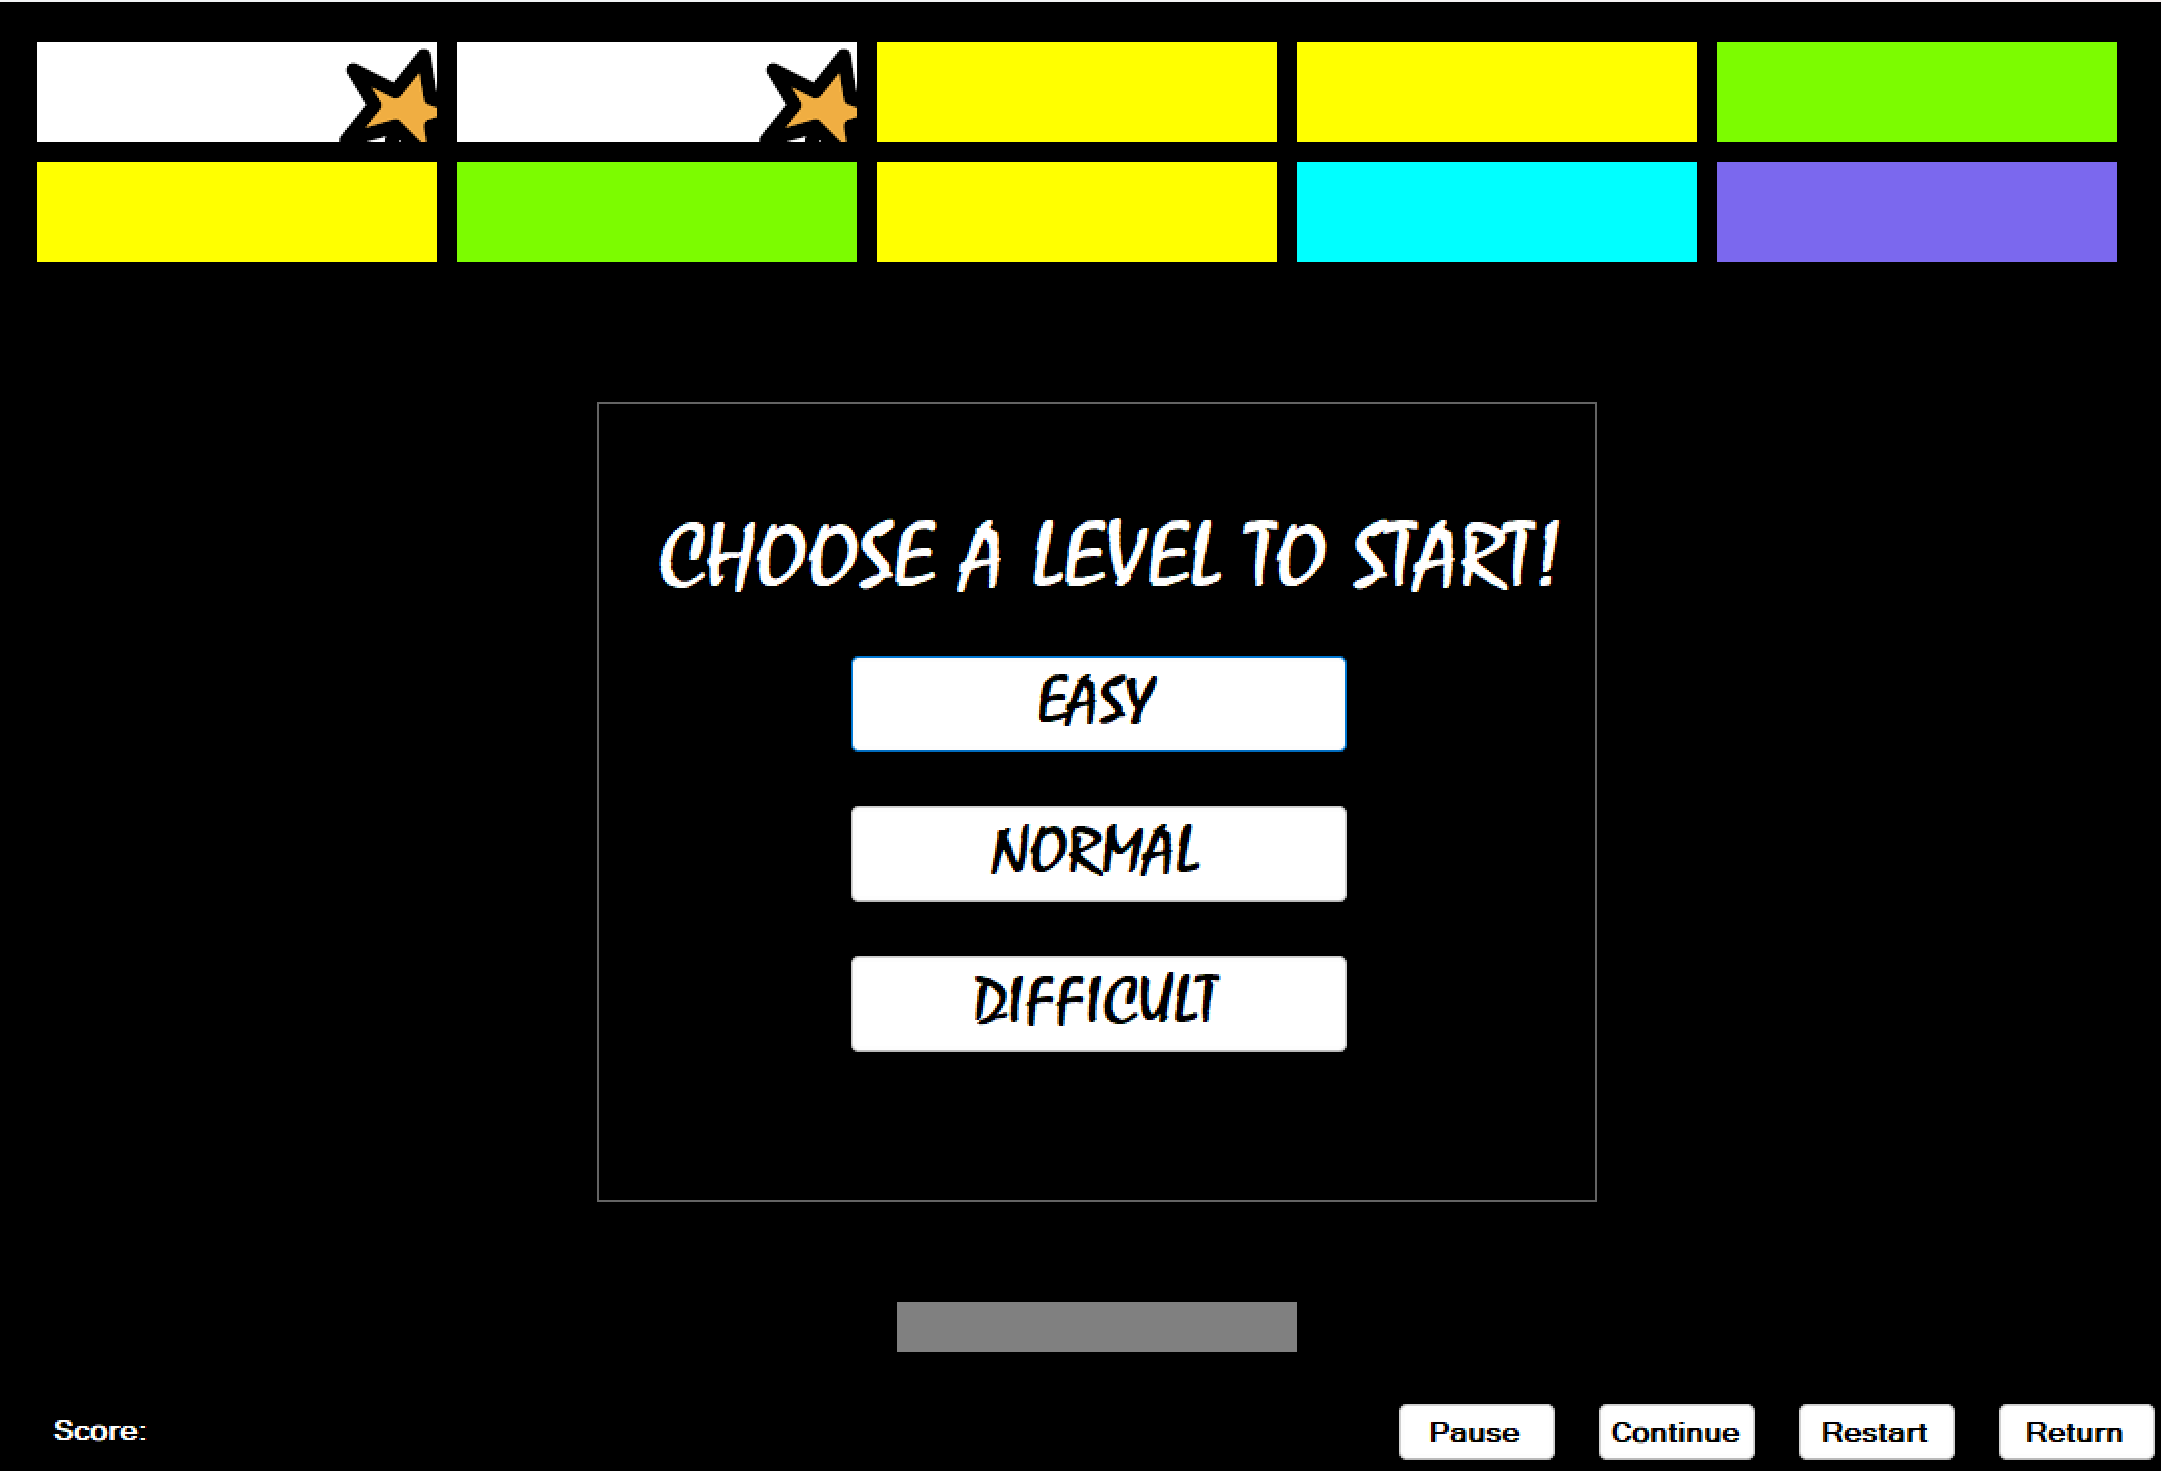 CHOOSE A LEVEL TO START!
EASY
NORMAL
DIFFICULT
Score:
Pause
Continue
Restart
Return